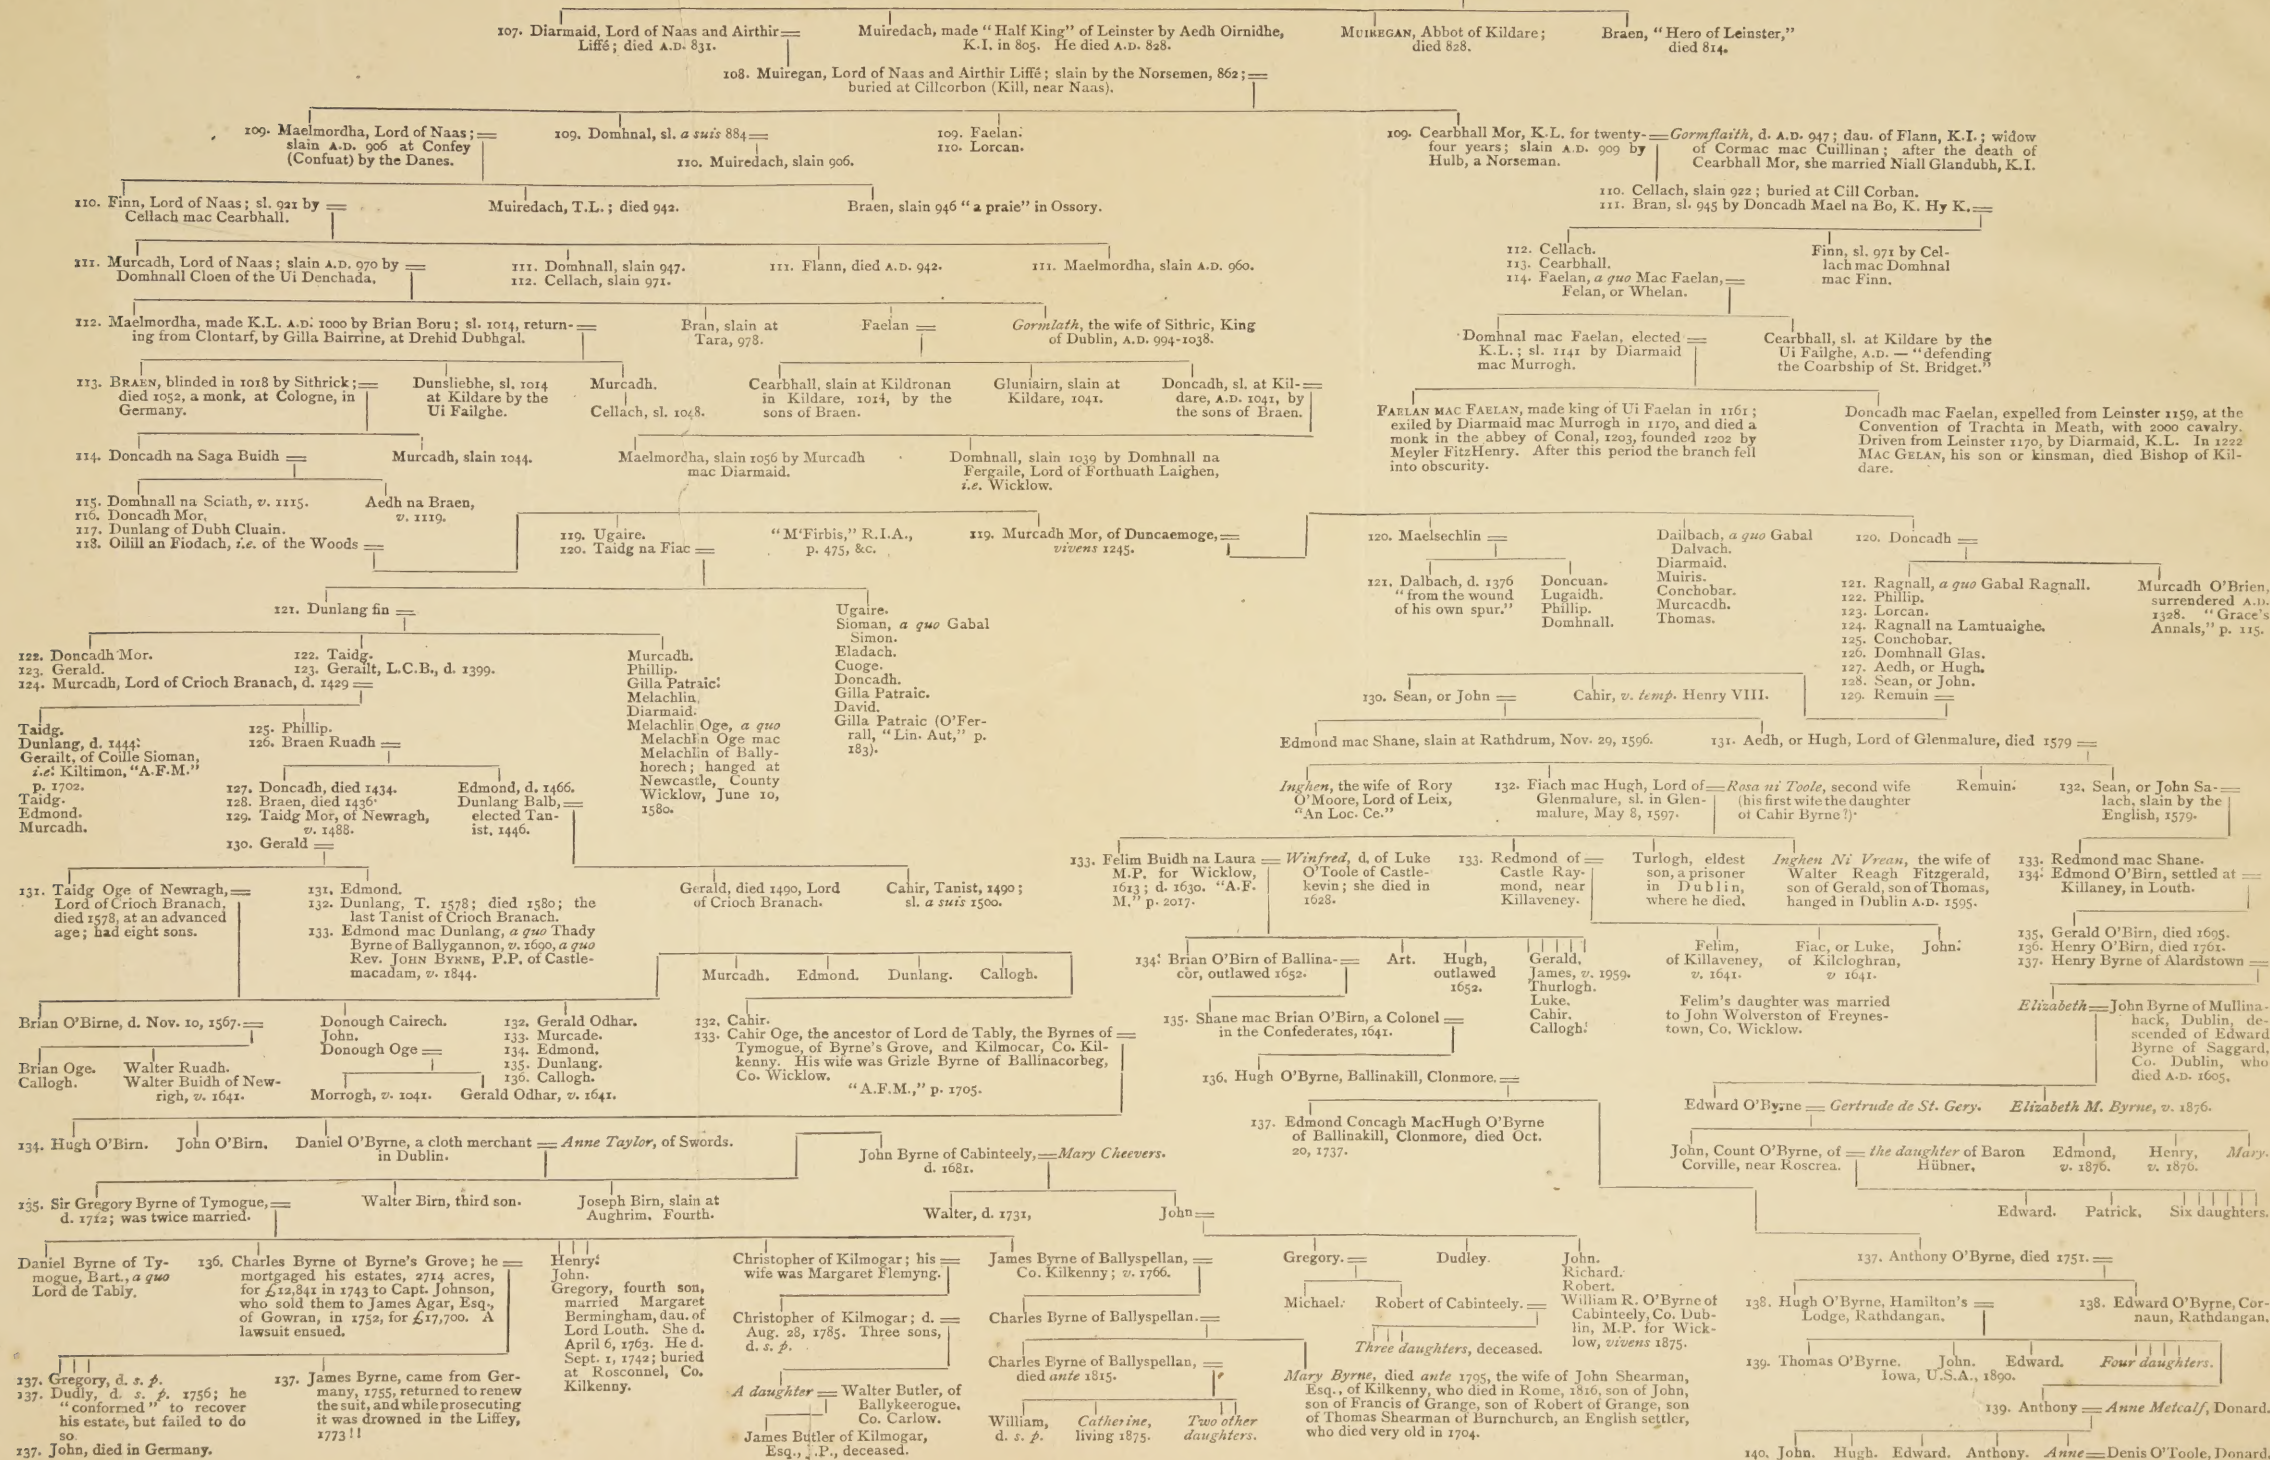 107. Diarmaid, Lord of Naas and Airthir
Liffé; died A.D. 831.
Muiredach, made "Half King" of Leinster by Aedh Oirnidhe,
K.I. in 805. He died A.D. 828.
MUIREGAN, Abbot of Kildare;
died 828.
Braen, "Hero of Leinster,"
died 814.
108. Muiregan, Lord of Naas and Airthir Liffé; slain by the Norsemen, 862;
buried at Cillcorbon (Kill, near Naas).
109. Maelmordha, Lord of Naas;
slain A.D. 906 at Confey
(Confuat) by the Danes.
109. Domhnal, sl. a suis 884
110. Muiredach, slain 906.
109. Faelan.
110. Lorcan.
109. Cearbhall Mor, K.L. for twenty-
four years; slain A.D. 909 by
Hulb, a Norseman.
Gormflaith, d. A.D. 947; dau. of Flann, K.I.; widow
of Cormac mac Cuillinan; after the death of
Cearbhall Mor, she married Niall Glandubh, K.I.
110. Cellach, slain 922; buried at Cill Corban.
111. Bran, sl. 945 by Doncadh Mael na Bo, K. Hy K.
110. Finn, Lord of Naas; sl. 921 by
Cellach mac Cearbhall.
Muiredach, T.L.; died 942.
Braen, slain 946 "a praie" in Ossory.
111. Murcadh, Lord of Naas; slain A.D. 970 by
Domhnall Cloen of the Ui Denchada.
111. Domhnall, slain 947.
112. Cellach, slain 971.
111. Flann, died A.D. 942.
111. Maelmordha, slain A.D. 960.
112. Cellach.
113. Cearbhall.
114. Faelan, a quo Mac Faelan,
Felan, or Whelan.
Finn, sl. 971 by Cel-
lach mac Domhnal
mac Finn.
112. Maelmordha, made K.L. A.D. 1000 by Brian Boru; sl. 1014, return-
ing from Clontarf, by Gilla Bairrine, at Drehid Dubhgal.
Bran, slain at
Tara, 978.
Faelan
Gormlath, the wife of Sithric, King
of Dublin, A.D. 994-1038.
Domhnal mac Faelan, elected
K.L.; sl. 1141 by Diarmaid
mac Murrogh.
Cearbhall, sl. at Kildare by the
Ui Failghe, A.D. — "defending
the Coarbship of St. Bridget."
113. BRAEN, blinded in 1018 by Sithrick;
died 1052, a monk, at Cologne, in
Germany.
Dunsliebhe, sl. 1014
at Kildare by the
Ui Failghe.
Murcadh.
Cellach, sl. 1048.
Cearbhall, slain at Kildronan
in Kildare, 1014, by the
sons of Braen.
Gluniairn, slain at
Kildare, 1041.
Doncadh, sl. at Kil-
dare, A.D. 1041, by
the sons of Braen.
FAELAN MAC FAELAN, made king of Ui Faelan in 1161;
exiled by Diarmaid mac Murrogh in 1170, and died a
monk in the abbey of Conal, 1203, founded 1202 by
Meyler FitzHenry. After this period the branch fell
into obscurity.
Doncadh mac Faelan, expelled from Leinster 1159, at the
Convention of Trachta in Meath, with 2000 cavalry.
Driven from Leinster 1170, by Diarmaid, K.L. In 1222
MAC GELAN, his son or kinsman, died Bishop of Kil-
dare.
114. Doncadh na Saga Buidh
Murcadh, slain 1044.
Maelmordha, slain 1056 by Murcadh
mac Diarmaid.
Domhnall, slain 1039 by Domhnall na
Fergaile, Lord of Forthuath Laighen,
i.e. Wicklow.
115. Domhnall na Sciath, v. 1115.
116. Doncadh Mor.
117. Dunlang of Dubh Cluain.
118. Oilill an Fiodach, i.e. of the Woods
Aedh na Braen,
v. 1119.
119. Ugaire.
120. Taidg na Fiac
"M'Firbis," R.I.A.,
p. 475, &c.
119. Murcadh Mor, of Duncaemoge,
vivens 1245.
120. Maelsechlin
121. Dalbach, d. 1376
"from the wound
of his own spur."
Doncuan.
Lugaidh.
Phillip.
Domhnall.
Dailbach, a quo Gabal
Dalvach.
Diarmaid.
Muiris.
Conchobar.
Murcacdh.
Thomas.
120. Doncadh
121. Ragnall, a quo Gabal Ragnall.
122. Phillip.
123. Lorcan.
124. Ragnall na Lamtuaighe.
125. Conchobar.
126. Domhnall Glas.
127. Aedh, or Hugh.
128. Sean, or John.
129. Remuin
Murcadh O'Brien,
surrendered A.D.
1328. "Grace's
Annals," p. 115.
121. Dunlang fin
Ugaire.
Sioman, a quo Gabal
Simon.
Eladach.
Cuoge.
Doncadh.
Gilla Patraic.
David.
Gilla Patraic (O'Fer-
rall, "Lin. Aut," p.
183).
122. Doncadh Mor.
123. Gerald.
124. Murcadh, Lord of Crioch Branach, d. 1429
122. Taidg.
123. Gerailt, L.C.B., d. 1399.
Murcadh.
Phillip.
Gilla Patraic.
Melachlin.
Diarmaid.
Melachlin Oge, a quo
Melachlin Oge mac
Melachlin of Bally-
horech; hanged at
Newcastle, County
Wicklow, June 10,
1580.
130. Sean, or John
Cahir, v. temp. Henry VIII.
Taidg.
Dunlang, d. 1444.
Gerailt, of Coille Sioman,
i.e. Kiltimon, "A.F.M."
p. 1702.
Taidg.
Edmond.
Murcadh.
125. Phillip.
126. Braen Ruadh
127. Doncadh, died 1434.
128. Braen, died 1436.
129. Taidg Mor, of Newragh,
v. 1488.
130. Gerald
Edmond, d. 1466.
Dunlang Balb,
elected Tan-
ist, 1446.
Edmond mac Shane, slain at Rathdrum, Nov. 29, 1596.
131. Aedh, or Hugh, Lord of Glenmalure, died 1579
Inghen, the wife of Rory
O'Moore, Lord of Leix,
"An Loc. Ce."
132. Fiach mac Hugh, Lord of
Glenmalure, sl. in Glen-
malure, May 8, 1597.
Rosa ni Toole, second wife
(his first wife the daughter
of Cahir Byrne?).
Remuin.
132. Sean, or John Sa-
lach, slain by the
English, 1579.
131. Taidg Oge of Newragh,
Lord of Crioch Branach,
died 1578, at an advanced
age; had eight sons.
131. Edmond.
132. Dunlang, T. 1578; died 1580; the
last Tanist of Crioch Branach.
133. Edmond mac Dunlang, a quo Thady
Byrne of Ballygannon, v. 1690, a quo
Rev. JOHN BYRNE, P.P. of Castle-
macadam, v. 1844.
Gerald, died 1490, Lord
of Crioch Branach.
Cahir, Tanist, 1490;
sl. a suis 1500.
133. Felim Buidh na Laura
M.P. for Wicklow,
1613; d. 1630. "A.F.
M." p. 2017.
Winfred, d. of Luke
O'Toole of Castle-
kevin; she died in
1628.
133. Redmond of
Castle Ray-
mond, near
Killaveney.
Turlogh, eldest
son, a prisoner
in Dublin,
where he died.
Inghen Ni Vrean, the wife of
Walter Reagh Fitzgerald,
son of Gerald, son of Thomas,
hanged in Dublin A.D. 1595.
133. Redmond mac Shane.
134. Edmond O'Birn, settled at
Killaney, in Louth.
135. Gerald O'Birn, died 1695.
136. Henry O'Birn, died 1761.
137. Henry Byrne of Alardstown
Murcadh. Edmond. Dunlang. Callogh.
134. Brian O'Birn of Ballina-
cor, outlawed 1652.
Art.
Hugh,
outlawed
1652.
Gerald,
James, v. 1959.
Thurlogh.
Luke.
Cahir.
Callogh.
Felim,
of Killaveney,
v. 1641.
Fiac, or Luke,
of Kilcloghran,
v 1641.
John.
Felim's daughter was married
to John Wolverston of Freynes-
town, Co. Wicklow.
Brian O'Birne, d. Nov. 10, 1567.
Brian Oge.
Callogh.
Walter Ruadh.
Walter Buidh of New-
righ, v. 1641.
Donough Cairech.
John.
Donough Oge
Morrogh, v. 1041.
Gerald Odhar, v. 1641.
132. Gerald Odhar.
133. Murcade.
134. Edmond.
135. Dunlang.
136. Callogh.
132. Cahir.
133. Cahir Oge, the ancestor of Lord de Tably, the Byrnes of
Tymogue, of Byrne's Grove, and Kilmocar, Co. Kil-
kenny. His wife was Grizle Byrne of Ballinacorbeg,
Co. Wicklow.
"A.F.M.," p. 1705.
135. Shane mac Brian O'Birn, a Colonel
in the Confederates, 1641.
136. Hugh O'Byrne, Ballinakill, Clonmore.
Elizabeth
John Byrne of Mullina-
hack, Dublin, de-
scended of Edward
Byrne of Saggard,
Co. Dublin, who
died A.D. 1605.
134. Hugh O'Birn.
John O'Birn.
Daniel O'Byrne, a cloth merchant
in Dublin.
Anne Taylor, of Swords.
John Byrne of Cabinteely,
d. 1681.
Mary Cheevers.
137. Edmond Concagh MacHugh O'Byrne
of Ballinakill, Clonmore, died Oct.
20, 1737.
Edward O'Byrne
Gertrude de St. Gery.
Elizabeth M. Byrne, v. 1876.
John, Count O'Byrne, of
Corville, near Roscrea.
the daughter of Baron
Hübner.
Edmond,
v. 1876.
Henry,
v. 1876.
Mary.
135. Sir Gregory Byrne of Tymogue,
d. 1712; was twice married.
Walter Birn, third son.
Joseph Birn, slain at
Aughrim. Fourth.
Walter, d. 1731,
John
Edward. Patrick. Six daughters.
Daniel Byrne of Ty-
mogue, Bart., a quo
Lord de Tably.
136. Charles Byrne of Byrne's Grove; he
mortgaged his estates, 2714 acres,
for £12,841 in 1743 to Capt. Johnson,
who sold them to James Agar, Esq.,
of Gowran, in 1752, for £17,700. A
lawsuit ensued.
Henry.
John.
Gregory, fourth son,
married Margaret
Bermingham, dau. of
Lord Louth. She d.
April 6, 1763. He d.
Sept. 1, 1742; buried
at Rosconnel, Co.
Kilkenny.
Christopher of Kilmogar; his
wife was Margaret Flemyng.
Christopher of Kilmogar; d.
Aug. 28, 1785. Three sons,
d. s. p.
A daughter
Walter Butler, of
Ballykeerogue,
Co. Carlow.
James Butler of Kilmogar,
Esq., J.P., deceased.
James Byrne of Ballyspellan,
Co. Kilkenny; v. 1766.
Charles Byrne of Ballyspellan.
Charles Byrne of Ballyspellan,
died ante 1815.
William,
d. s. p.
Catherine,
living 1875.
Two other
daughters.
Gregory.
Michael.
Robert of Cabinteely.
Three daughters, deceased.
Dudley.
John.
Richard.
Robert.
William R. O'Byrne of
Cabinteely, Co. Dub-
lin, M.P. for Wick-
low, vivens 1875.
Mary Byrne, died ante 1795, the wife of John Shearman,
Esq., of Kilkenny, who died in Rome, 1816, son of John,
son of Francis of Grange, son of Robert of Grange, son
of Thomas Shearman of Burnchurch, an English settler,
who died very old in 1704.
137. Anthony O'Byrne, died 1751.
138. Hugh O'Byrne, Hamilton's
Lodge, Rathdangan.
138. Edward O'Byrne, Cor-
naun, Rathdangan.
139. Thomas O'Byrne. John. Edward. Four daughters.
Iowa, U.S.A., 1890.
139. Anthony
Anne Metcalf, Donard.
140. John. Hugh. Edward. Anthony. Anne
Denis O'Toole, Donard.
137. Gregory, d. s. p.
137. Dudly, d. s. p. 1756; he
"conformed" to recover
his estate, but failed to do
so.
137. John, died in Germany.
137. James Byrne, came from Ger-
many, 1755, returned to renew
the suit, and while prosecuting
it was drowned in the Liffey,
1773!!